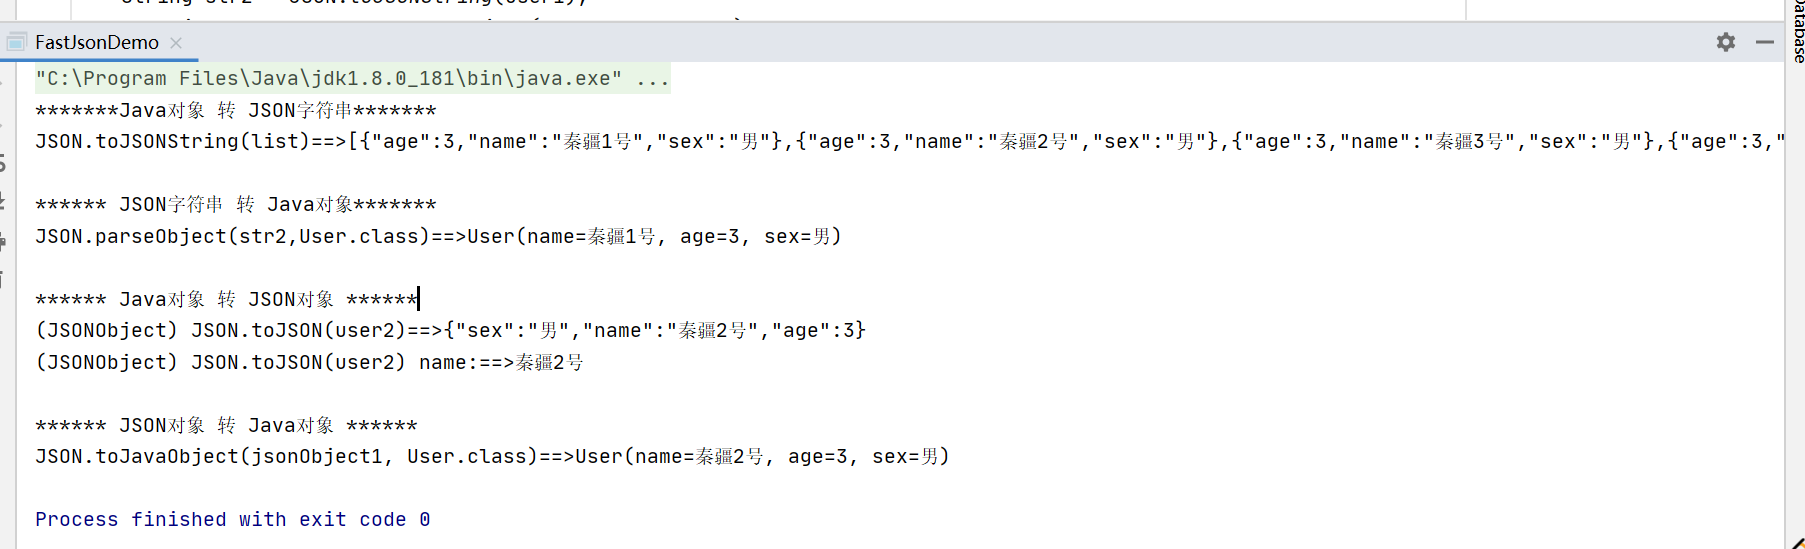 FastJsonDemo
Database
"C:\Program Files\Java\jdk1.8.0_181\bin\java.exe" ...
*******Java对象 转 JSON字符串*******
JSON.toJSONString(list)==>[{"age":3,"name":"秦疆1号","sex":"男"},{"age":3,"name":"秦疆2号","sex":"男"},{"age":3,"name":"秦疆3号","sex":"男"},{"age":3,"
****** JSON字符串 转 Java对象*******
JSON.parseObject(str2,User.class)==>User(name=秦疆1号, age=3, sex=男)
****** Java对象 转 JSON对象 ******
(JSONObject) JSON.toJSON(user2)==>{"sex":"男","name":"秦疆2号","age":3}
(JSONObject) JSON.toJSON(user2) name:==>秦疆2号
****** JSON对象 转 Java对象 ******
JSON.toJavaObject(jsonObject1, User.class)==>User(name=秦疆2号, age=3, sex=男)
Process finished with exit code 0